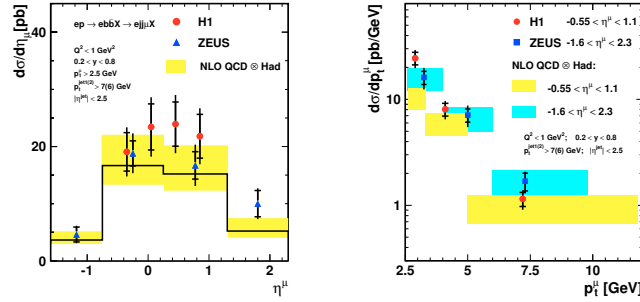 dσ/dη_μ [pb]
ep → ebb̄X → ejjμX
Q² < 1 GeV²
0.2 < y < 0.8
p_t^μ > 2.5 GeV
p_t^jet1(2) > 7(6) GeV
|η^jet| < 2.5
H1
ZEUS
NLO QCD ⊗ Had
60
40
20
0
-1 0 1 2
η^μ
dσ/dp_t^μ [pb/GeV]
H1 -0.55 < η^μ < 1.1
ZEUS -1.6 < η^μ < 2.3
NLO QCD ⊗ Had:
-0.55 < η^μ < 1.1
-1.6 < η^μ < 2.3
Q² < 1 GeV²; 0.2 < y < 0.8
p_t^jet1(2) > 7(6) GeV; |η^jet| < 2.5
10
1
2.5 5 7.5 10
p_t^μ [GeV]